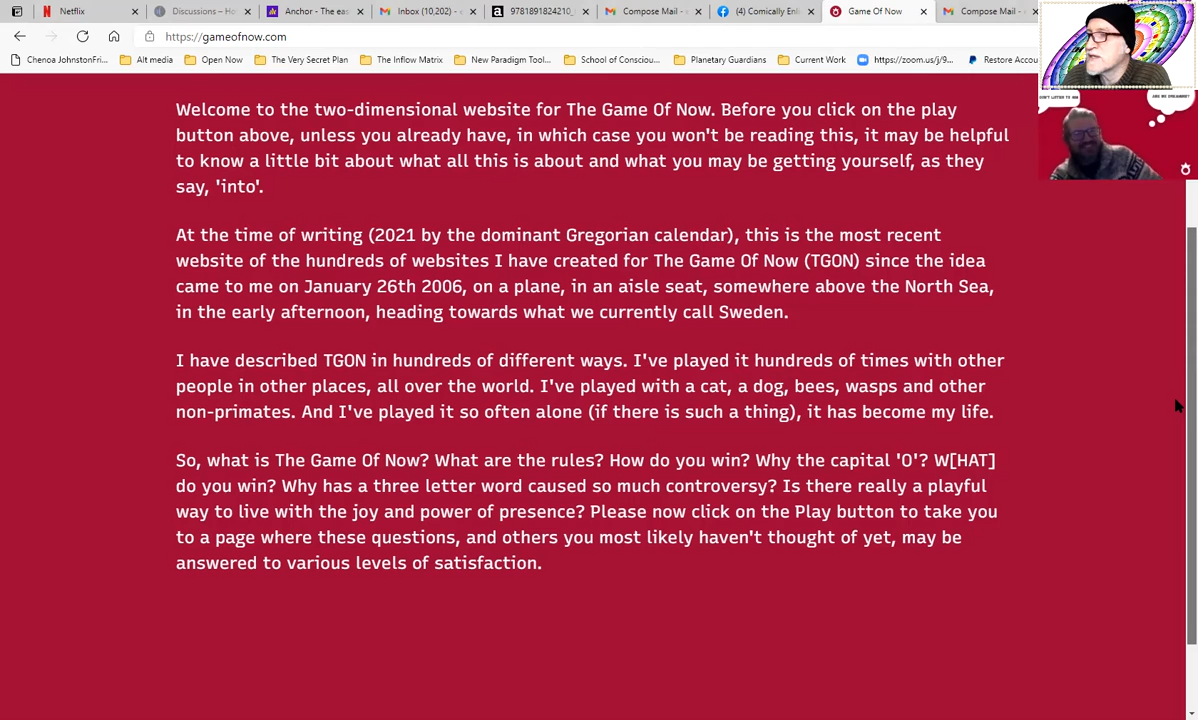 Netflix
Discussions - Ho
Anchor - The eas
Inbox (10,202) -
9781891824210_
Compose Mail -
(4) Comically Enl
Game Of Now
Compose Mail -
https://gameofnow.com
Chenoa JohnstonFri...
Alt media
Open Now
The Very Secret Plan
The Inflow Matrix
New Paradigm Tool...
School of Consciou...
Planetary Guardians
Current Work
https://zoom.us/j/9...
Restore Accou
Welcome to the two-dimensional website for The Game Of Now. Before you click on the play
button above, unless you already have, in which case you won't be reading this, it may be helpful
to know a little bit about what all this is about and what you may be getting yourself, as they
say, 'into'.
At the time of writing (2021 by the dominant Gregorian calendar), this is the most recent
website of the hundreds of websites I have created for The Game Of Now (TGON) since the idea
came to me on January 26th 2006, on a plane, in an aisle seat, somewhere above the North Sea,
in the early afternoon, heading towards what we currently call Sweden.
I have described TGON in hundreds of different ways. I've played it hundreds of times with other
people in other places, all over the world. I've played with a cat, a dog, bees, wasps and other
non-primates. And I've played it so often alone (if there is such a thing), it has become my life.
So, what is The Game Of Now? What are the rules? How do you win? Why the capital 'O'? W[HAT]
do you win? Why has a three letter word caused so much controversy? Is there really a playful
way to live with the joy and power of presence? Please now click on the Play button to take you
to a page where these questions, and others you most likely haven't thought of yet, may be
answered to various levels of satisfaction.